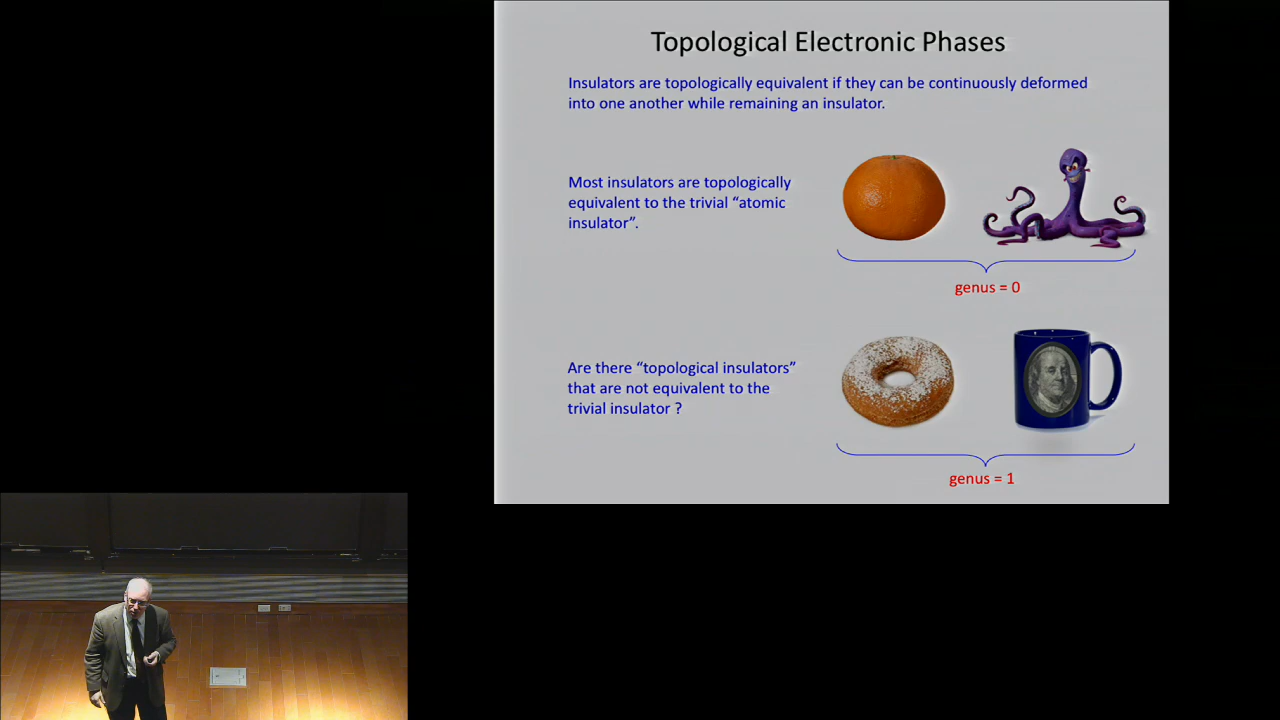 Topological Electronic Phases
Insulators are topologically equivalent if they can be continuously deformed
into one another while remaining an insulator.
Most insulators are topologically
equivalent to the trivial “atomic
insulator”.
genus = 0
Are there “topological insulators”
that are not equivalent to the
trivial insulator ?
genus = 1